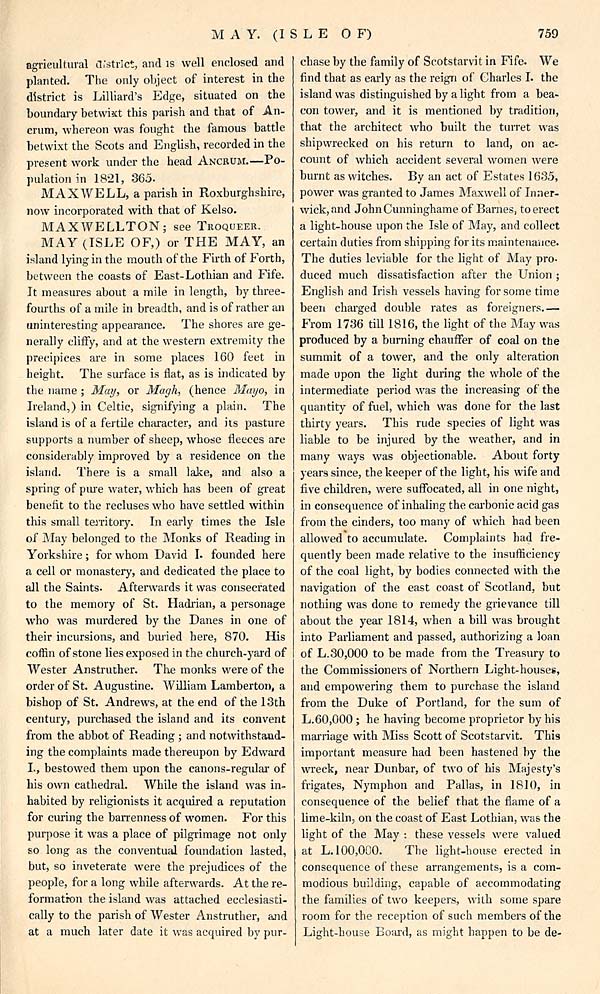 MAY. (ISLE OF)
759
agricultural district, and is well enclosed and
planted. The only object of interest in the
district is Lilliard's Edge, situated on the
boundary betwixt this parish and that of An-
crum, whereon was fought the famous battle
betwixt the Scots and English, recorded in the
present work under the head ANCRUM.—Po-
pulation in 1821, 365.
MAXWELL, a parish in Roxburghshire,
now incorporated with that of Kelso.
MAXWELLTON; see TROQUEER.
MAY (ISLE OF,) or THE MAY, an
island lying in the mouth of the Firth of Forth,
between the coasts of East-Lothian and Fife.
It measures about a mile in length, by three-
fourths of a mile in breadth, and is of rather an
uninteresting appearance. The shores are ge-
nerally cliffy, and at the western extremity the
precipices are in some places 160 feet in
height. The surface is flat, as is indicated by
the name; May, or Magh, (hence Mayo, in
Ireland,) in Celtic, signifying a plain. The
island is of a fertile character, and its pasture
supports a number of sheep, whose fleeces are
considerably improved by a residence on the
island. There is a small lake, and also a
spring of pure water, which has been of great
benefit to the recluses who have settled within
this small territory. In early times the Isle
of May belonged to the Monks of Reading in
Yorkshire; for whom David I. founded here
a cell or monastery, and dedicated the place to
all the Saints. Afterwards it was consecrated
to the memory of St. Hadrian, a personage
who was murdered by the Danes in one of
their incursions, and buried here, 870. His
coffin of stone lies exposed in the church-yard of
Wester Anstruther. The monks were of the
order of St. Augustine. William Lamberton, a
bishop of St. Andrews, at the end of the 13th
century, purchased the island and its convent
from the abbot of Reading; and notwithstand-
ing the complaints made thereupon by Edward
I., bestowed them upon the canons-regular of
his own cathedral. While the island was in-
habited by religionists it acquired a reputation
for curing the barrenness of women. For this
purpose it was a place of pilgrimage not only
so long as the conventual foundation lasted,
but, so inveterate were the prejudices of the
people, for a long while afterwards. At the re-
formation the island was attached ecclesiasti-
cally to the parish of Wester Anstruther, and
at a much later date it was acquired by pur-
chase by the family of Scotstarvit in Fife. We
find that as early as the reign of Charles I. the
island was distinguished by a light from a bea-
con tower, and it is mentioned by tradition,
that the architect who built the turret was
shipwrecked on his return to land, on ac-
count of which accident several women were
burnt as witches. By an act of Estates 1635,
power was granted to James Maxwell of Inner-
wick, and John Cunninghame of Barnes, to erect
a light-house upon the Isle of May, and collect
certain duties from shipping for its maintenance.
The duties leviable for the light of May pro-
duced much dissatisfaction after the Union;
English and Irish vessels having for some time
been charged double rates as foreigners.—
From 1736 till 1816, the light of the May was
produced by a burning chauffer of coal on the
summit of a tower, and the only alteration
made upon the light during the whole of the
intermediate period was the increasing of the
quantity of fuel, which was done for the last
thirty years. This rude species of light was
liable to be injured by the weather, and in
many ways was objectionable. About forty
years since, the keeper of the light, his wife and
five children, were suffocated, all in one night,
in consequence of inhaling the carbonic acid gas
from the cinders, too many of which had been
allowed to accumulate. Complaints had fre-
quently been made relative to the insufficiency
of the coal light, by bodies connected with the
navigation of the east coast of Scotland, but
nothing was done to remedy the grievance till
about the year 1814, when a bill was brought
into Parliament and passed, authorizing a loan
of L.30,000 to be made from the Treasury to
the Commissioners of Northern Light-houses,
and empowering them to purchase the island
from the Duke of Portland, for the sum of
L.60,000; he having become proprietor by his
marriage with Miss Scott of Scotstarvit. This
important measure had been hastened by the
wreck, near Dunbar, of two of his Majesty's
frigates, Nymphon and Pallas, in 1810, in
consequence of the belief that the flame of a
lime-kiln, on the coast of East Lothian, was the
light of the May: these vessels were valued
at L.100,000. The light-house erected in
consequence of these arrangements, is a com-
modious building, capable of accommodating
the families of two keepers, with some spare
room for the reception of such members of the
Light-house Board, as might happen to be de-